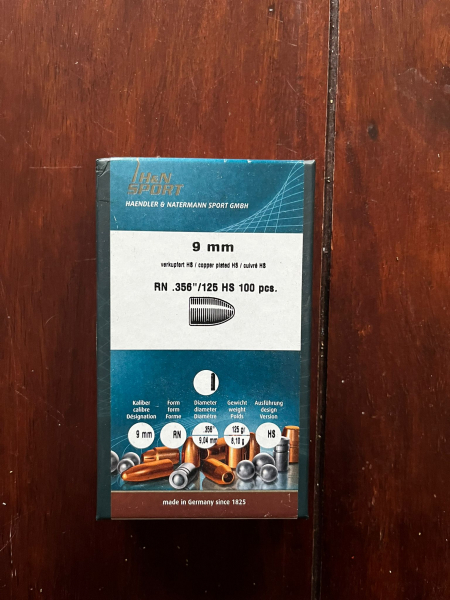 H&N
SPORT
HAENDLER & NATERMANN SPORT GMBH
9 mm
verkupfert HS / copper plated HS / cuivré HS
RN .356"/125 HS 100 pcs.
Kaliber Form Diameter Gewicht Ausführung
calibre form diameter weight design
Désignation Forme Diamètre Poids Version
9 mm RN .356 125 gr HS
9,04 mm 8,10 g
made in Germany since 1825